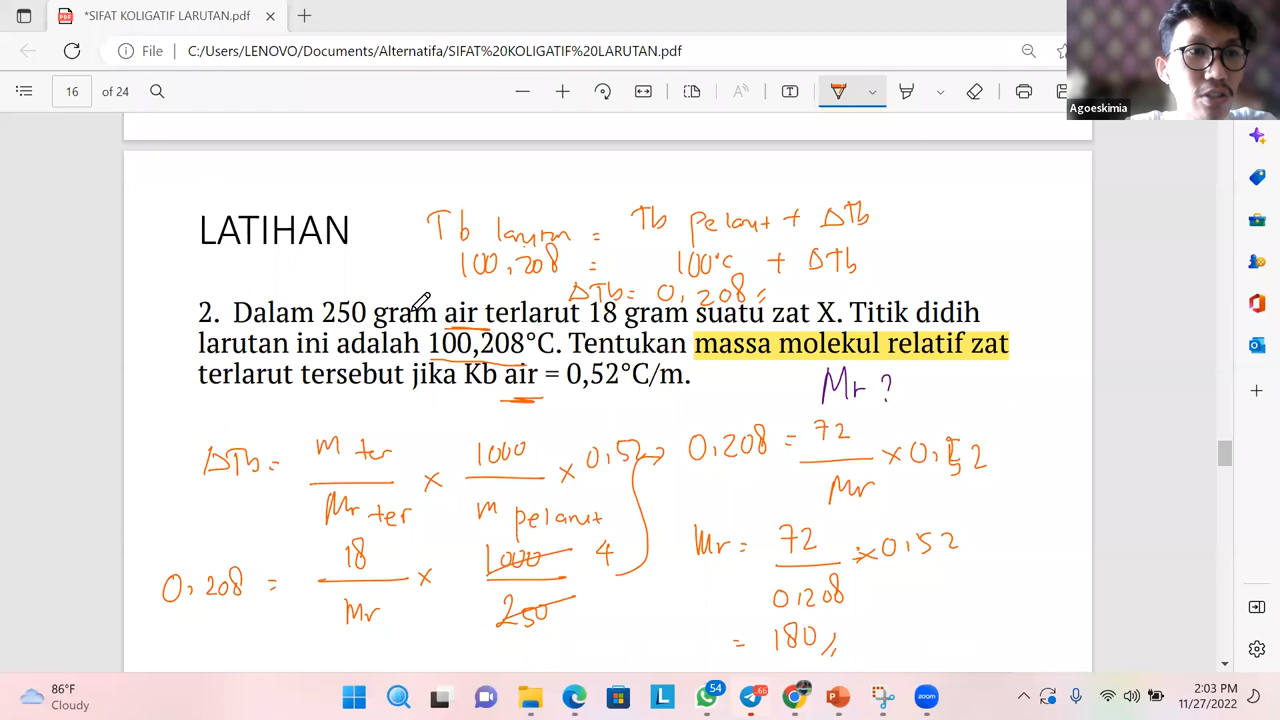 *SIFAT KOLIGATIF LARUTAN.pdf
File C:/Users/LENOVO/Documents/Alternatifa/SIFAT%20KOLIGATIF%20LARUTAN.pdf
16 of 24
Agoeskimia
LATIHAN
Tb larutan = Tb pelarut + ΔTb
100,208 = 100°C + ΔTb
ΔTb = 0,208
2. Dalam 250 gram air terlarut 18 gram suatu zat X. Titik didih
larutan ini adalah 100,208°C. Tentukan massa molekul relatif zat
terlarut tersebut jika Kb air = 0,52°C/m.
Mr ?
ΔTb = m ter / Mr ter × 1000 / m pelarut × 0,52
0,208 = 18 / Mr × 1000 / 250 4
0,208 = 72 / Mr × 0,52
Mr = 72 / 0,208 × 0,52
= 180
86°F
Cloudy
54
66
2:03 PM
11/27/2022